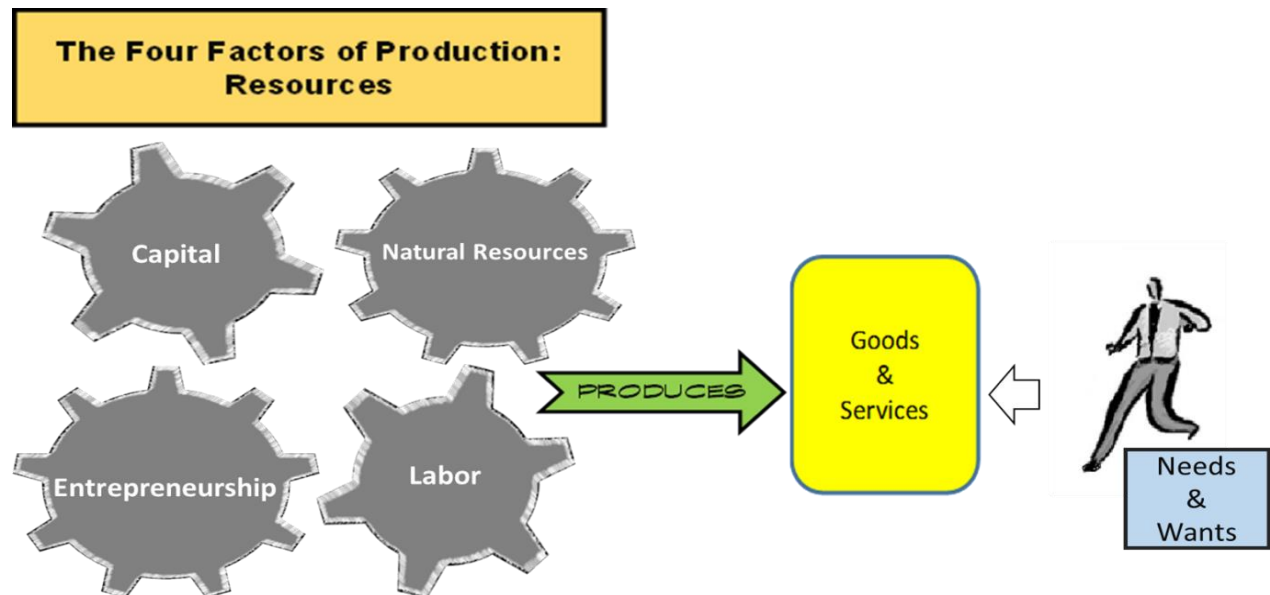 The Four Factors of Production:
Resources
Capital
Natural Resources
Entrepreneurship
Labor
PRODUCES
Goods
&
Services
Needs
&
Wants